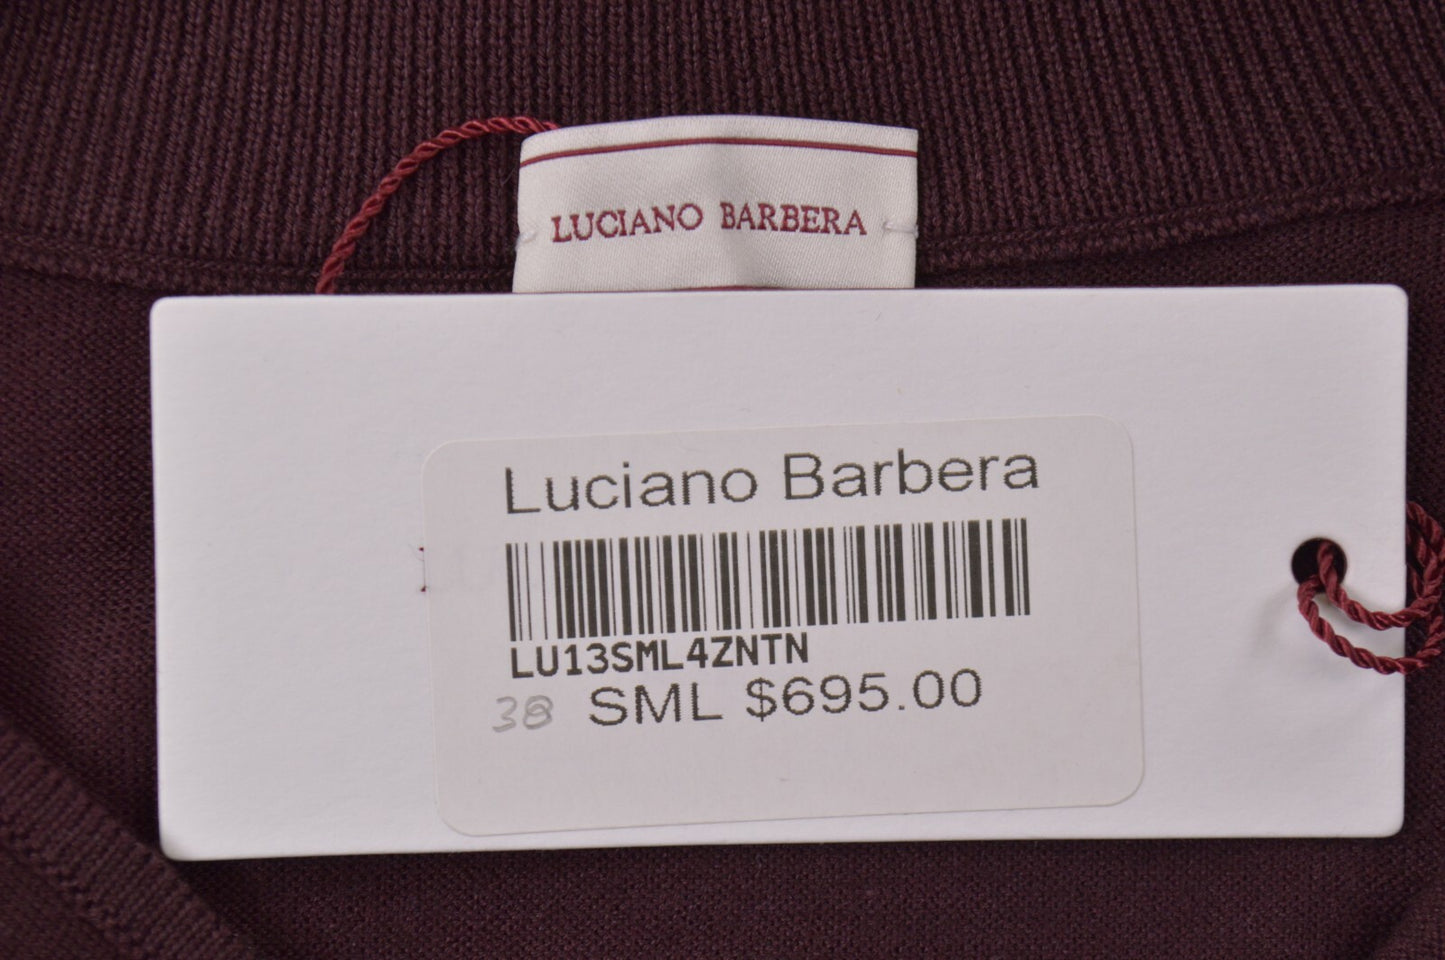 LUCIANO BARBERA
Luciano Barbera
LU13SML4ZNTN
38 SML $695.00